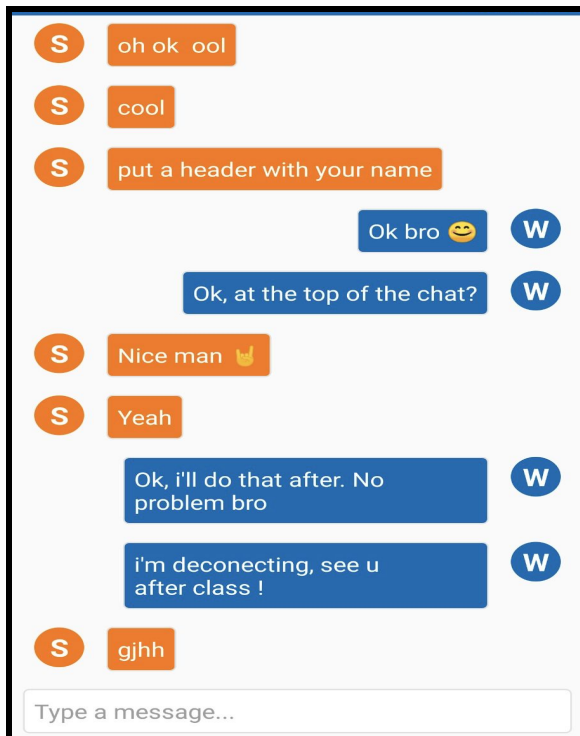 S oh ok  ool
S cool
S put a header with your name
Ok bro 😊 W
Ok, at the top of the chat? W
S Nice man 🤘
S Yeah
Ok, i'll do that after. No W
problem bro
i'm deconecting, see u W
after class !
S gjhh
Type a message...